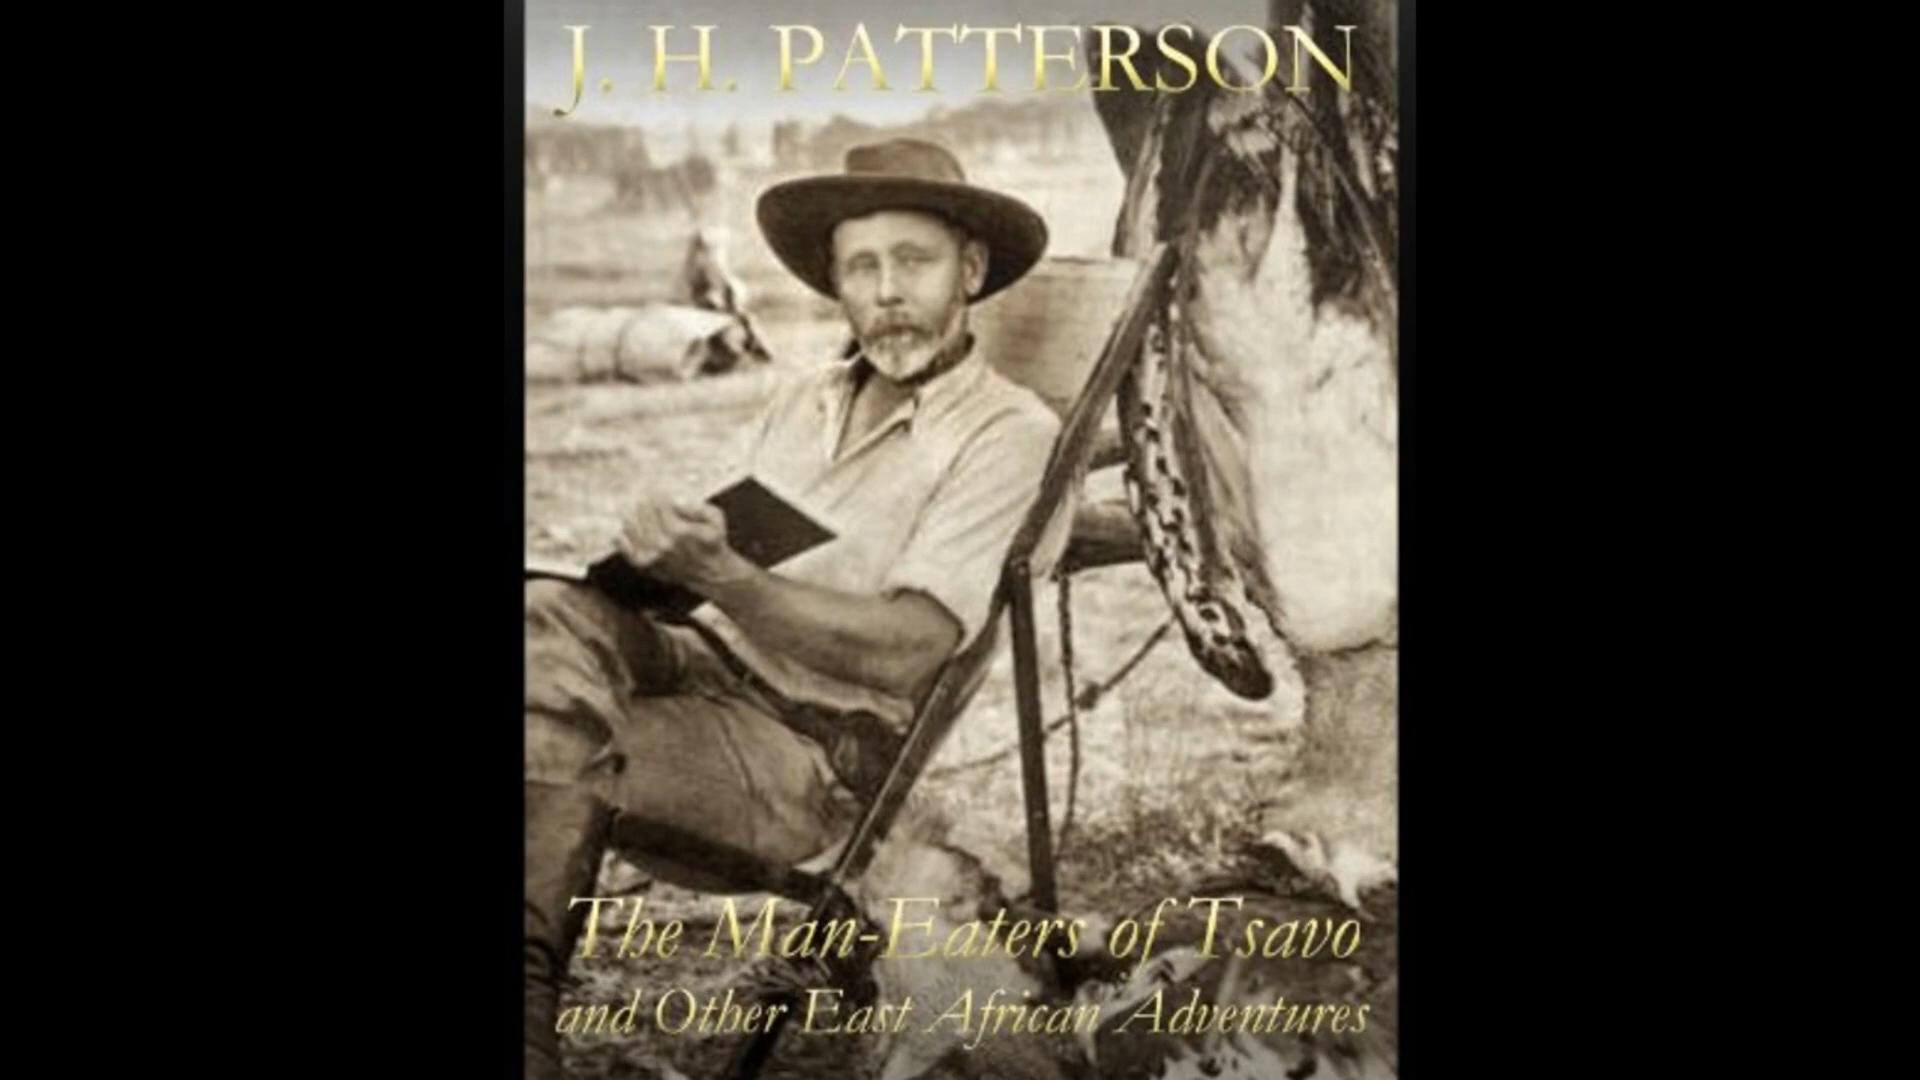 J. H. PATTERSON
The Man-Eaters of Tsavo
and Other East African Adventures